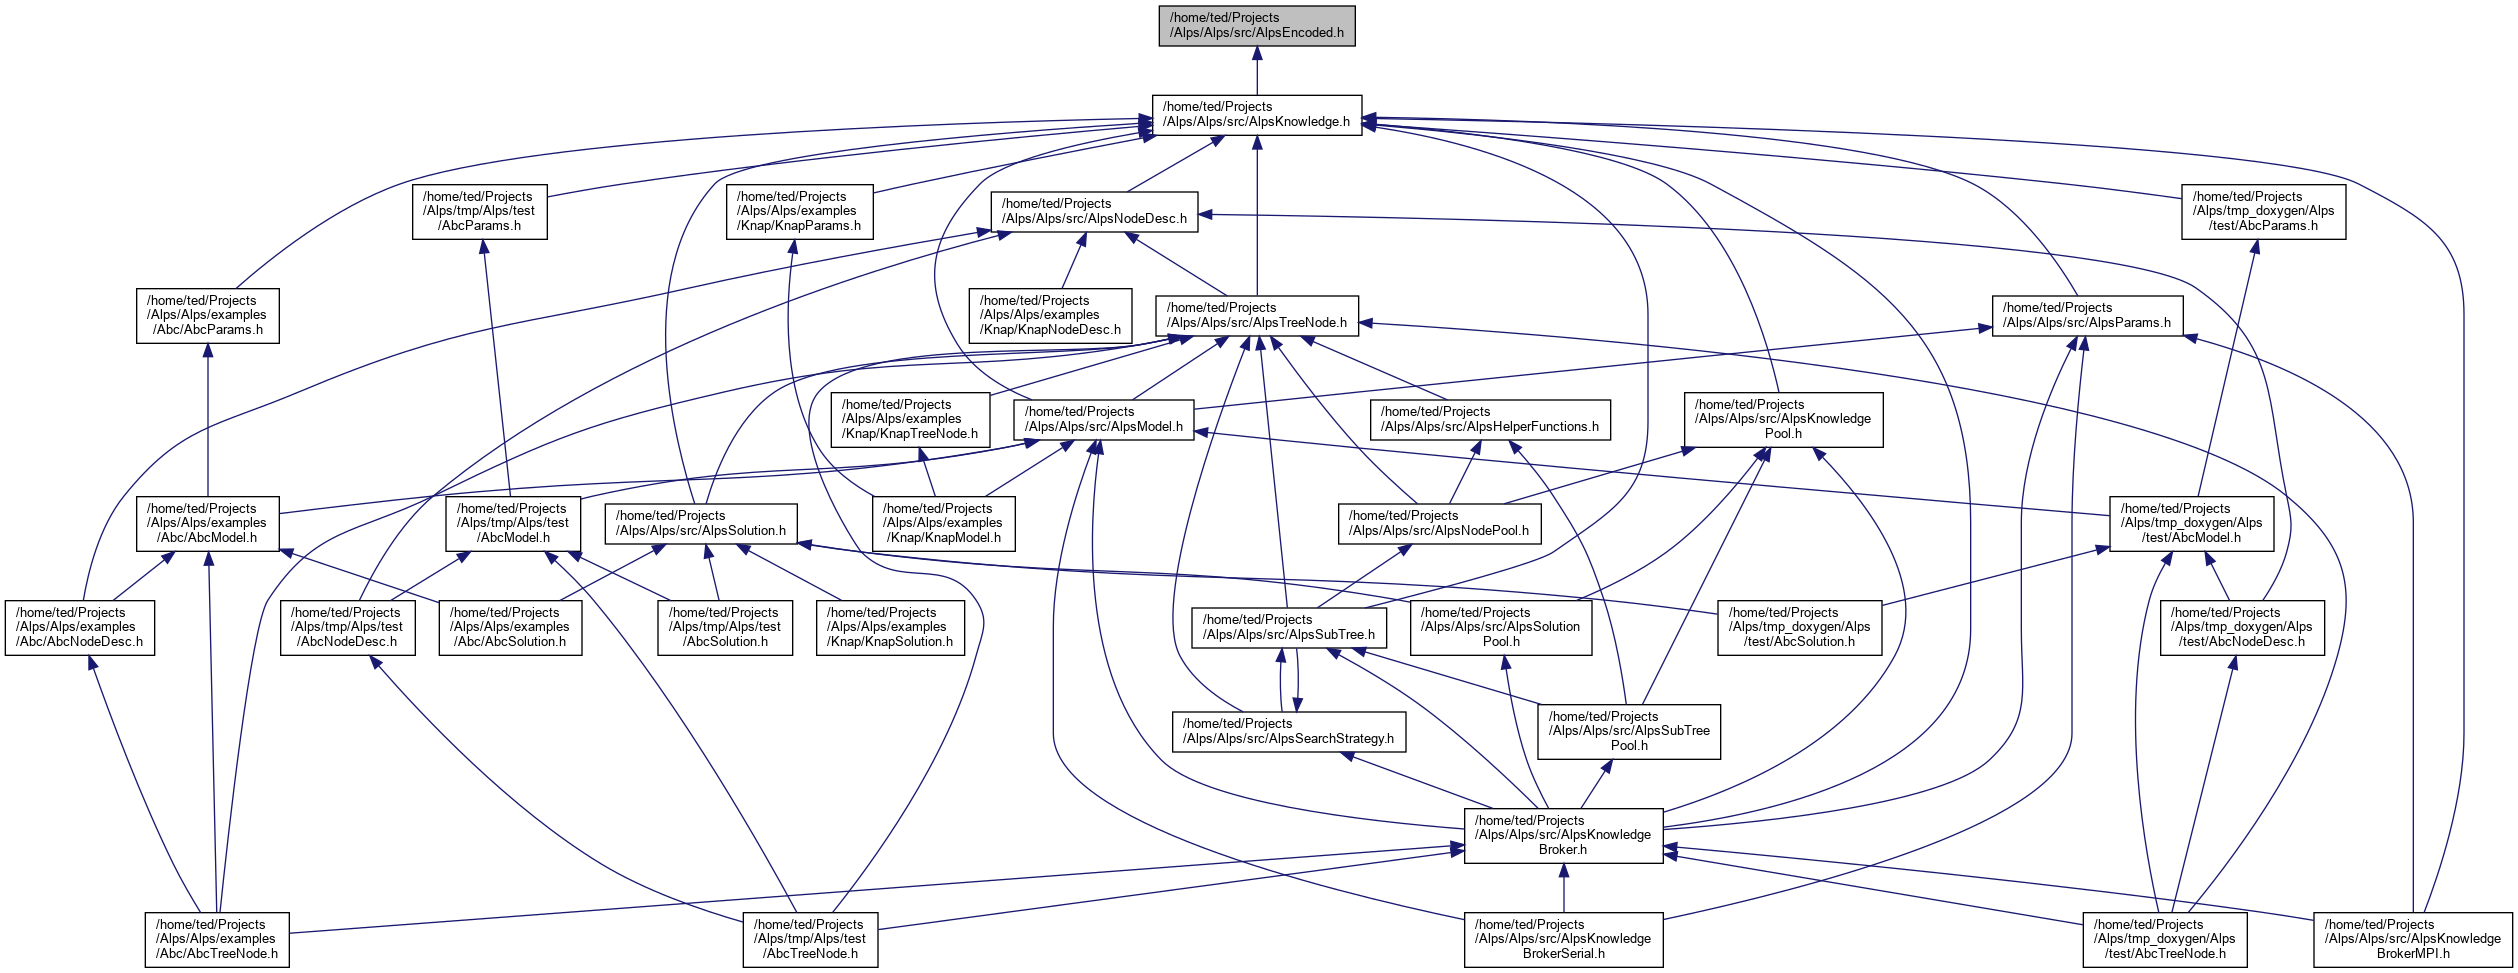 /home/ted/Projects
/Alps/Alps/src/AlpsEncoded.h
/home/ted/Projects
/Alps/Alps/src/AlpsKnowledge.h
/home/ted/Projects
/Alps/tmp/Alps/test
/AbcParams.h
/home/ted/Projects
/Alps/Alps/examples
/Knap/KnapParams.h
/home/ted/Projects
/Alps/Alps/src/AlpsNodeDesc.h
/home/ted/Projects
/Alps/tmp_doxygen/Alps
/test/AbcParams.h
/home/ted/Projects
/Alps/Alps/examples
/Abc/AbcParams.h
/home/ted/Projects
/Alps/Alps/examples
/Knap/KnapNodeDesc.h
/home/ted/Projects
/Alps/Alps/src/AlpsTreeNode.h
/home/ted/Projects
/Alps/Alps/src/AlpsParams.h
/home/ted/Projects
/Alps/Alps/examples
/Knap/KnapTreeNode.h
/home/ted/Projects
/Alps/Alps/src/AlpsModel.h
/home/ted/Projects
/Alps/Alps/src/AlpsHelperFunctions.h
/home/ted/Projects
/Alps/Alps/src/AlpsKnowledge
Pool.h
/home/ted/Projects
/Alps/Alps/examples
/Abc/AbcModel.h
/home/ted/Projects
/Alps/tmp/Alps/test
/AbcModel.h
/home/ted/Projects
/Alps/Alps/src/AlpsSolution.h
/home/ted/Projects
/Alps/Alps/examples
/Knap/KnapModel.h
/home/ted/Projects
/Alps/Alps/src/AlpsNodePool.h
/home/ted/Projects
/Alps/tmp_doxygen/Alps
/test/AbcModel.h
/home/ted/Projects
/Alps/Alps/examples
/Abc/AbcNodeDesc.h
/home/ted/Projects
/Alps/tmp/Alps/test
/AbcNodeDesc.h
/home/ted/Projects
/Alps/Alps/examples
/Abc/AbcSolution.h
/home/ted/Projects
/Alps/tmp/Alps/test
/AbcSolution.h
/home/ted/Projects
/Alps/Alps/examples
/Knap/KnapSolution.h
/home/ted/Projects
/Alps/Alps/src/AlpsSubTree.h
/home/ted/Projects
/Alps/Alps/src/AlpsSolution
Pool.h
/home/ted/Projects
/Alps/tmp_doxygen/Alps
/test/AbcSolution.h
/home/ted/Projects
/Alps/tmp_doxygen/Alps
/test/AbcNodeDesc.h
/home/ted/Projects
/Alps/Alps/src/AlpsSearchStrategy.h
/home/ted/Projects
/Alps/Alps/src/AlpsSubTree
Pool.h
/home/ted/Projects
/Alps/Alps/src/AlpsKnowledge
Broker.h
/home/ted/Projects
/Alps/Alps/examples
/Abc/AbcTreeNode.h
/home/ted/Projects
/Alps/tmp/Alps/test
/AbcTreeNode.h
/home/ted/Projects
/Alps/Alps/src/AlpsKnowledge
BrokerSerial.h
/home/ted/Projects
/Alps/tmp_doxygen/Alps
/test/AbcTreeNode.h
/home/ted/Projects
/Alps/Alps/src/AlpsKnowledge
BrokerMPI.h